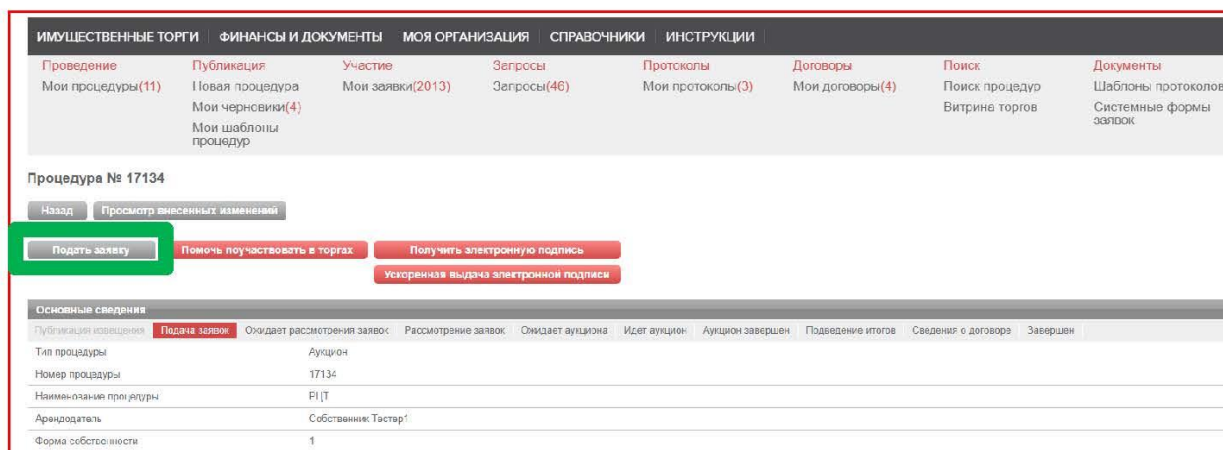 ИМУЩЕСТВЕННЫЕ ТОРГИ ФИНАНСЫ И ДОКУМЕНТЫ МОЯ ОРГАНИЗАЦИЯ СПРАВОЧНИКИ ИНСТРУКЦИИ
Проведение Публикация Участие Запросы Протоколы Договоры Поиск Документы
Мои процедуры(11) Новая процедура Мои заявки(2013) Запросы(46) Мои протоколы(3) Мои договоры(4) Поиск процедур Шаблоны протоколов
Мои черновики(4) Витрина торгов Системные формы
Мои шаблоны заявок
процедур
Процедура № 17134
Назад Просмотр внесенных изменений
Подать заявку Помочь поучаствовать в торгах Получить электронную подпись
Ускоренная выдача электронной подписи
Основные сведения
Публикация извещения Подача заявок Ожидает рассмотрения заявок Рассмотрение заявок Ожидает аукциона Идет аукцион Аукцион завершен Подведение итогов Сведения о договоре Завершен
Тип процедуры Аукцион
Номер процедуры 17134
Наименование процедуры РЦТ
Арендодатель Собственник Тестер1
Форма собственности 1